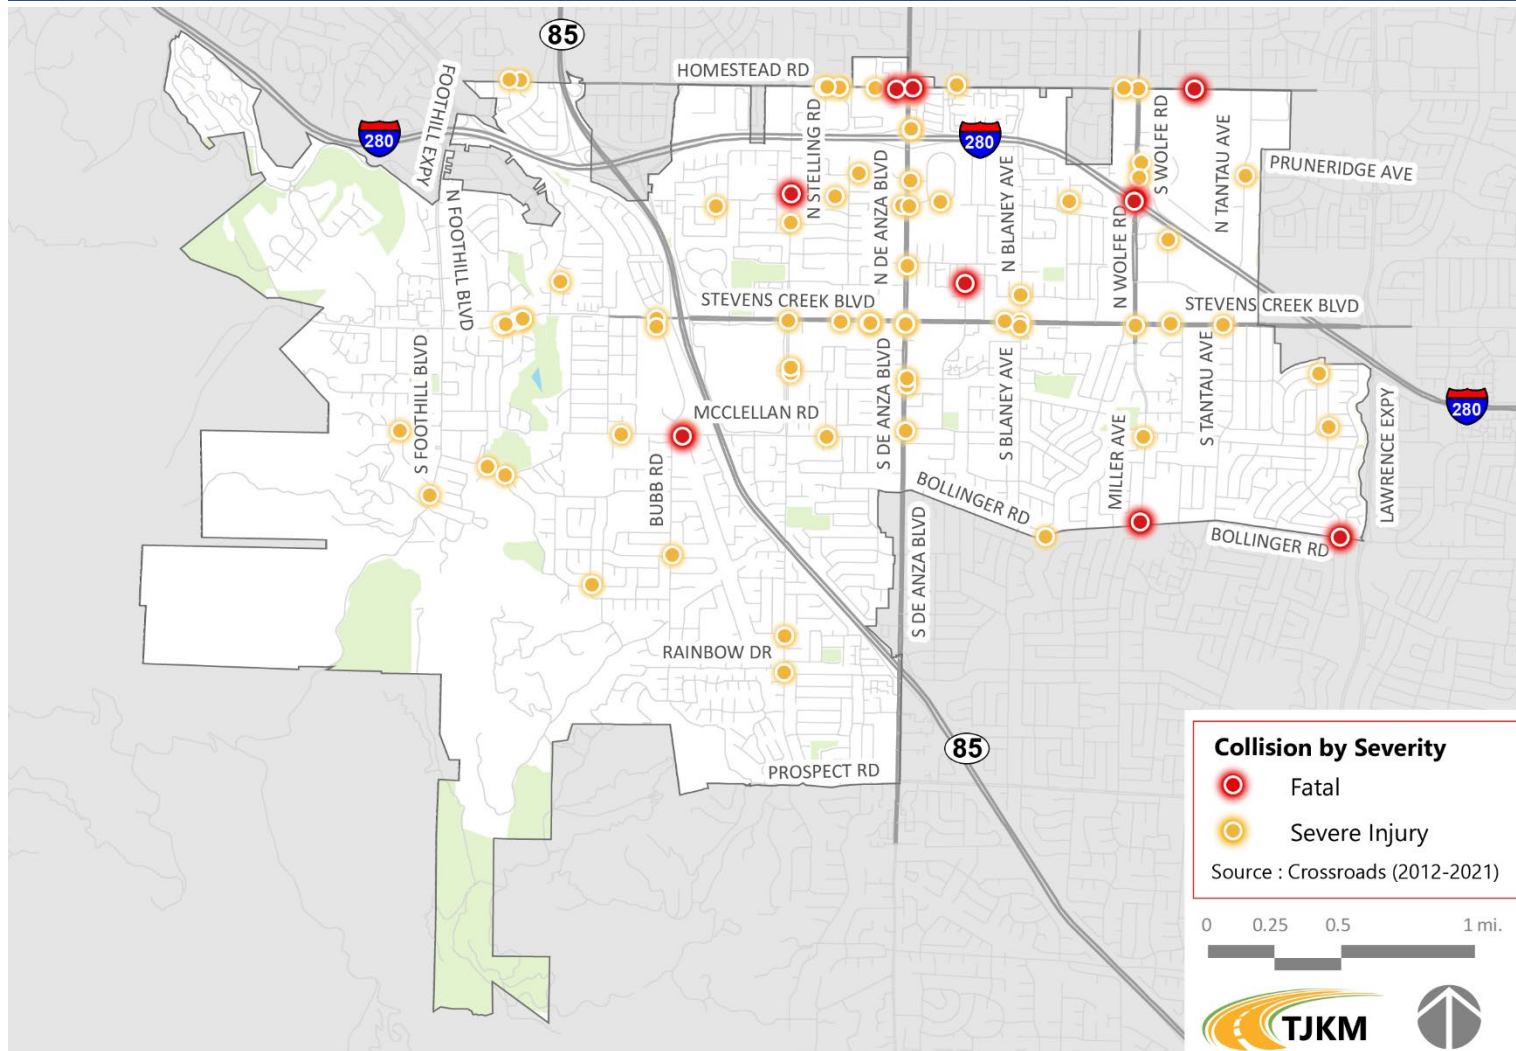 85
HOMESTEAD RD
FOOTHILL EXPY
280
280
N STELLING RD
S WOLFE RD
N TANTAU AVE
PRUNERIDGE AVE
N FOOTHILL BLVD
N DE ANZA BLVD
N BLANEY AVE
N WOLFE RD
STEVENS CREEK BLVD
STEVENS CREEK BLVD
S FOOTHILL BLVD
S DE ANZA BLVD
S BLANEY AVE
S TANTAU AVE
MCCLELLAN RD
MILLER AVE
LAWRENCE EXPY
280
BUBB RD
BOLLINGER RD
BOLLINGER RD
S DE ANZA BLVD
RAINBOW DR
85
PROSPECT RD
Collision by Severity
Fatal
Severe Injury
Source : Crossroads (2012-2021)
0 0.25 0.5 1 mi.
TJKM